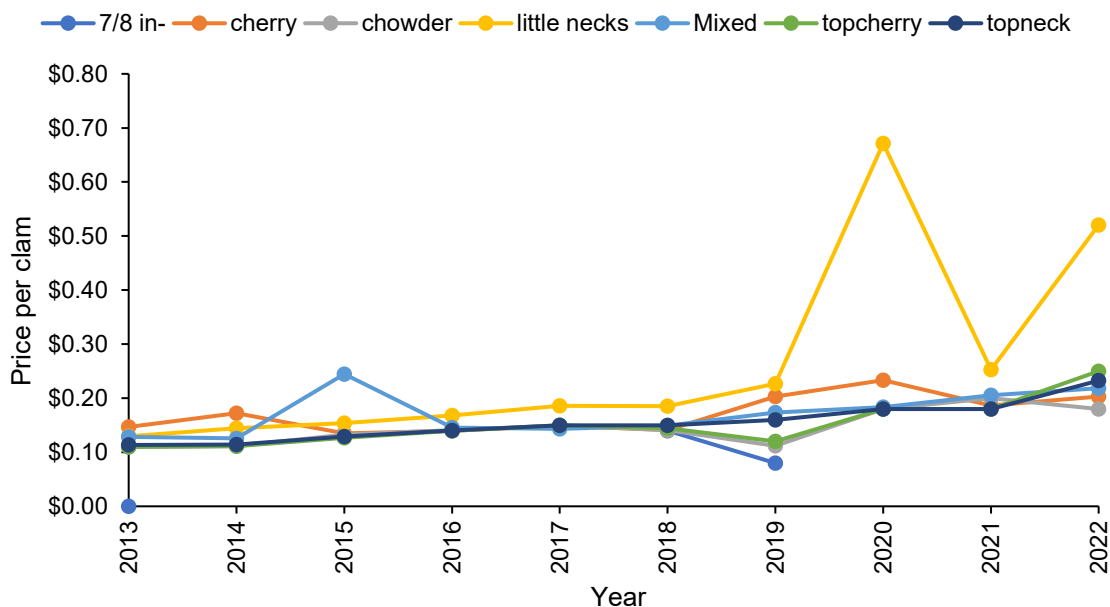 7/8 in- cherry chowder little necks Mixed topcherry topneck
$0.80
$0.70
$0.60
$0.50
$0.40
$0.30
$0.20
$0.10
$0.00
Price per clam
2013 2014 2015 2016 2017 2018 2019 2020 2021 2022
Year